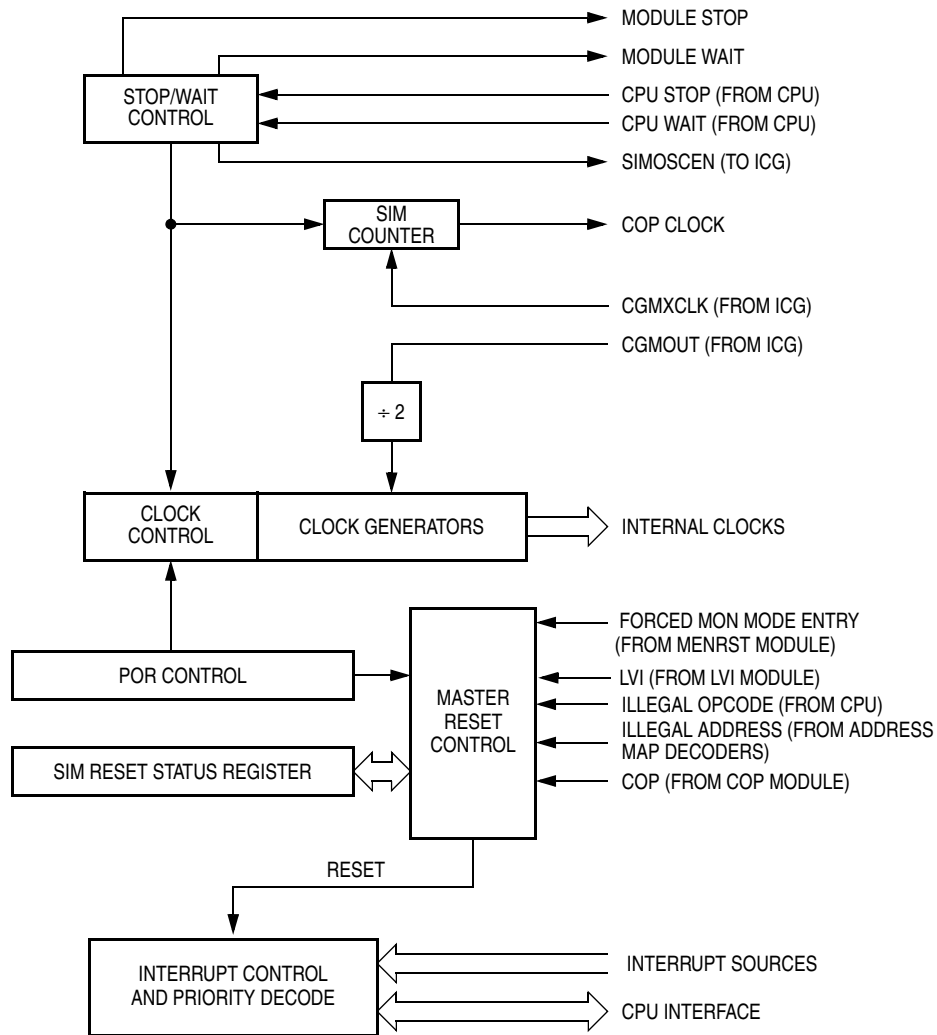 MODULE STOP
MODULE WAIT
STOP/WAIT
CONTROL
CPU STOP (FROM CPU)
CPU WAIT (FROM CPU)
SIMOSCEN (TO ICG)
SIM
COUNTER
COP CLOCK
CGMXCLK (FROM ICG)
CGMOUT (FROM ICG)
÷ 2
CLOCK
CONTROL
CLOCK GENERATORS
INTERNAL CLOCKS
FORCED MON MODE ENTRY
(FROM MENRST MODULE)
POR CONTROL
LVI (FROM LVI MODULE)
MASTER
RESET
CONTROL
ILLEGAL OPCODE (FROM CPU)
ILLEGAL ADDRESS (FROM ADDRESS
MAP DECODERS)
SIM RESET STATUS REGISTER
COP (FROM COP MODULE)
RESET
INTERRUPT CONTROL
AND PRIORITY DECODE
INTERRUPT SOURCES
CPU INTERFACE